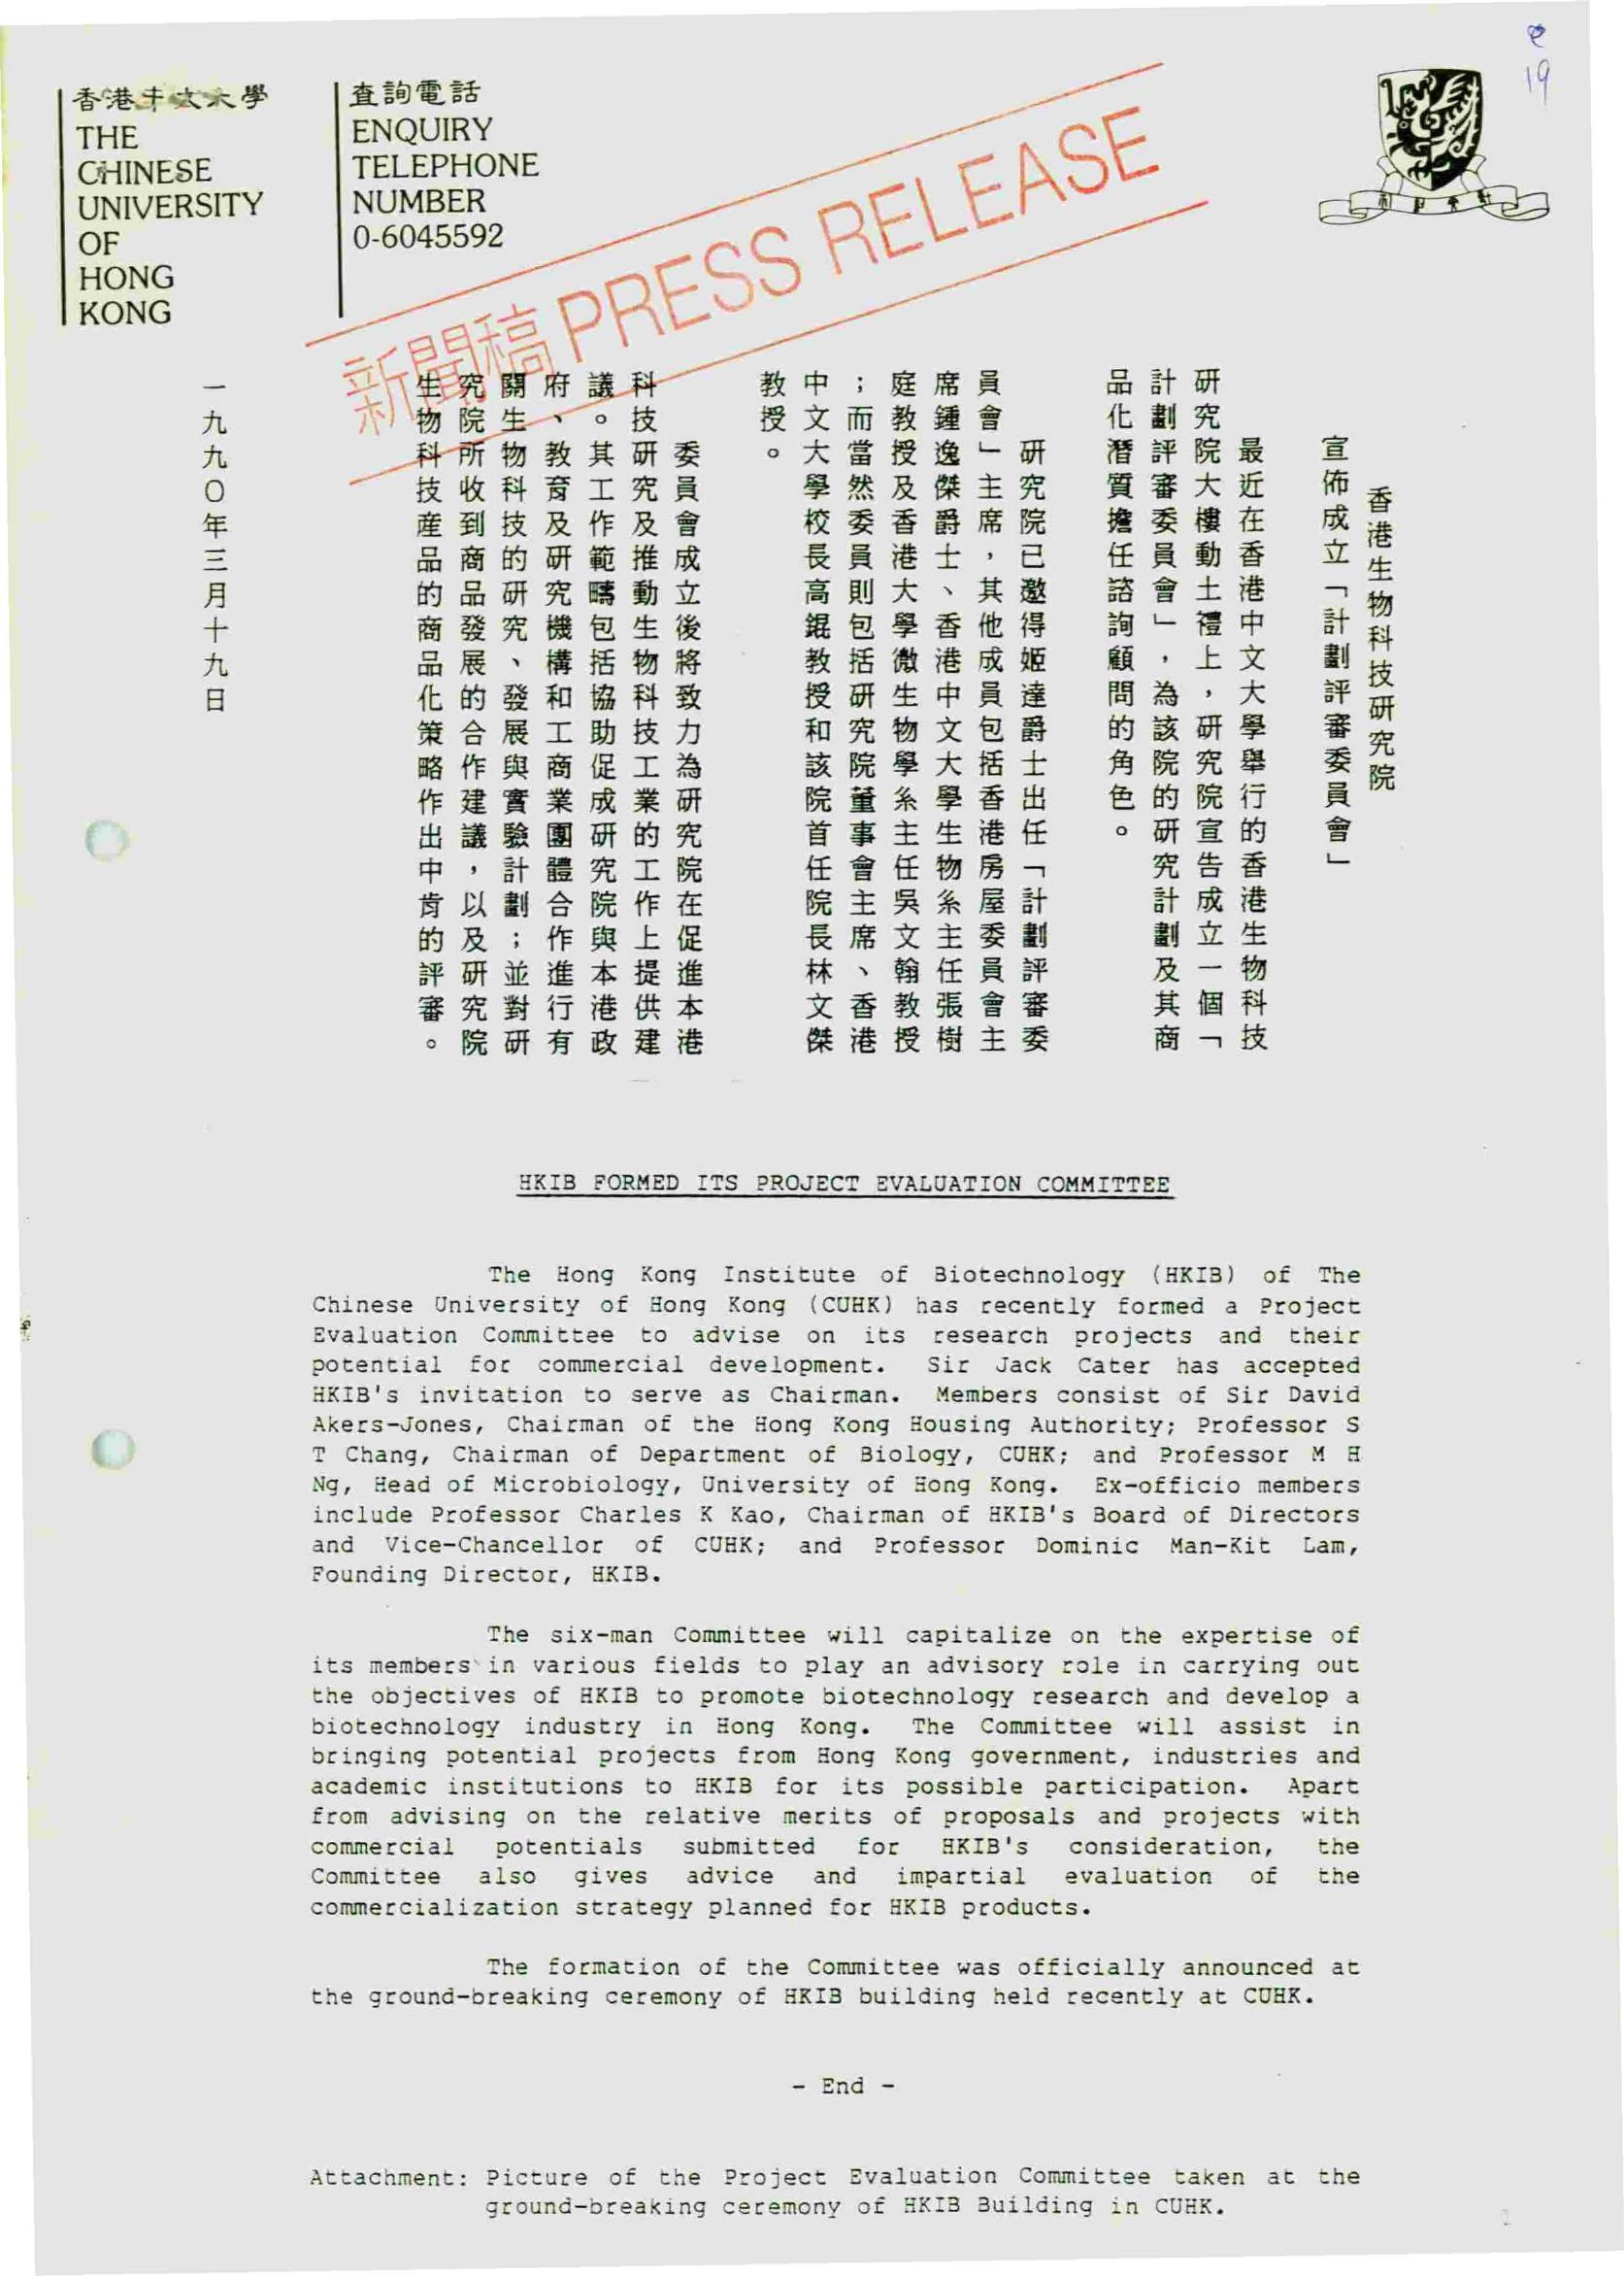 香港中文大學
THE
CHINESE
UNIVERSITY
OF
HONG
KONG
查詢電話
ENQUIRY
TELEPHONE
NUMBER
0-6045592
新聞稿 PRESS RELEASE
19
香港生物科技研究院
宣佈成立「計劃評審委員會」
最近在香港中文大學舉行的香港生物科技
研究院大樓動土禮上，研究院宣告成立一個「
計劃評審委員會」，為該院的研究計劃及其商
品化潛質擔任諮詢顧問的角色。
研究院已邀得姬達爵士出任「計劃評審委
員會」主席，其他成員包括香港房屋委員會主
席鍾逸傑爵士、香港中文大學生物系主任張樹
庭教授及香港大學微生物學系主任吳文翰教授
；而當然委員則包括研究院董事會主席、香港
中文大學校長高錕教授和該院首任院長林文傑
教授。
委員會成立後將致力為研究院在促進本港
科技研究及推動生物科技工業的工作上提供建
議。其工作範疇包括協助促成研究院與本港政
府、教育及研究機構和工商業團體合作進行有
關生物科技的研究、發展與實驗計劃；並對研
究院所收到商品發展的合作建議，以及研究院
生物科技產品的商品化策略作出中肯的評審。
一九九〇年三月十九日
HKIB FORMED ITS PROJECT EVALUATION COMMITTEE
The Hong Kong Institute of Biotechnology (HKIB) of The
Chinese University of Hong Kong (CUHK) has recently formed a Project
Evaluation Committee to advise on its research projects and their
potential for commercial development. Sir Jack Cater has accepted
HKIB's invitation to serve as Chairman. Members consist of Sir David
Akers-Jones, Chairman of the Hong Kong Housing Authority; Professor S
T Chang, Chairman of Department of Biology, CUHK; and Professor M H
Ng, Head of Microbiology, University of Hong Kong. Ex-officio members
include Professor Charles K Kao, Chairman of HKIB's Board of Directors
and Vice-Chancellor of CUHK; and Professor Dominic Man-Kit Lam,
Founding Director, HKIB.
The six-man Committee will capitalize on the expertise of
its members in various fields to play an advisory role in carrying out
the objectives of HKIB to promote biotechnology research and develop a
biotechnology industry in Hong Kong. The Committee will assist in
bringing potential projects from Hong Kong government, industries and
academic institutions to HKIB for its possible participation. Apart
from advising on the relative merits of proposals and projects with
commercial potentials submitted for HKIB's consideration, the
Committee also gives advice and impartial evaluation of the
commercialization strategy planned for HKIB products.
The formation of the Committee was officially announced at
the ground-breaking ceremony of HKIB building held recently at CUHK.
- End -
Attachment: Picture of the Project Evaluation Committee taken at the
ground-breaking ceremony of HKIB Building in CUHK.